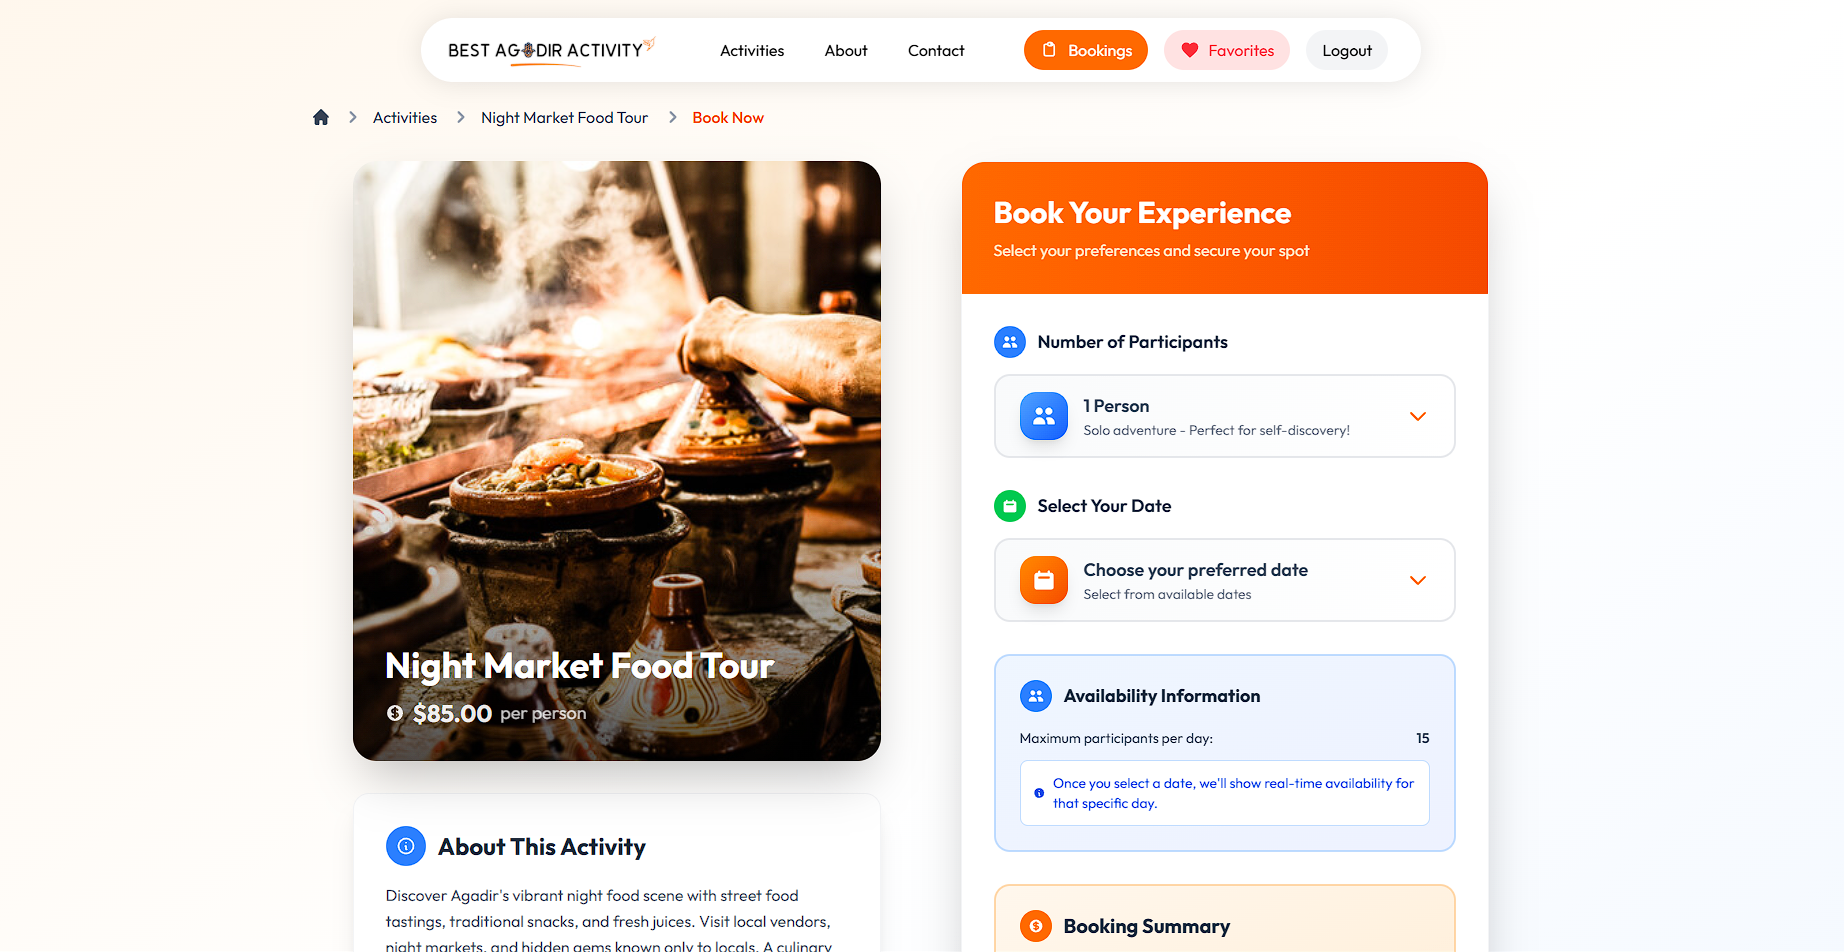 BEST AGADIR ACTIVITY
Activities
About
Contact
Bookings
Favorites
Logout
Activities
Night Market Food Tour
Book Now
Night Market Food Tour
$85.00 per person
About This Activity
Discover Agadir's vibrant night food scene with street food
tastings, traditional snacks, and fresh juices. Visit local vendors,
night markets, and hidden gems known only to locals. A culinary
Book Your Experience
Select your preferences and secure your spot
Number of Participants
1 Person
Solo adventure - Perfect for self-discovery!
Select Your Date
Choose your preferred date
Select from available dates
Availability Information
Maximum participants per day: 15
Once you select a date, we'll show real-time availability for
that specific day.
Booking Summary